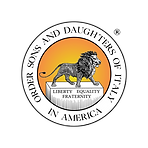 ORDER SONS AND DAUGHTERS OF ITALY
IN AMERICA
®
LIBERTY EQUALITY
FRATERNITY